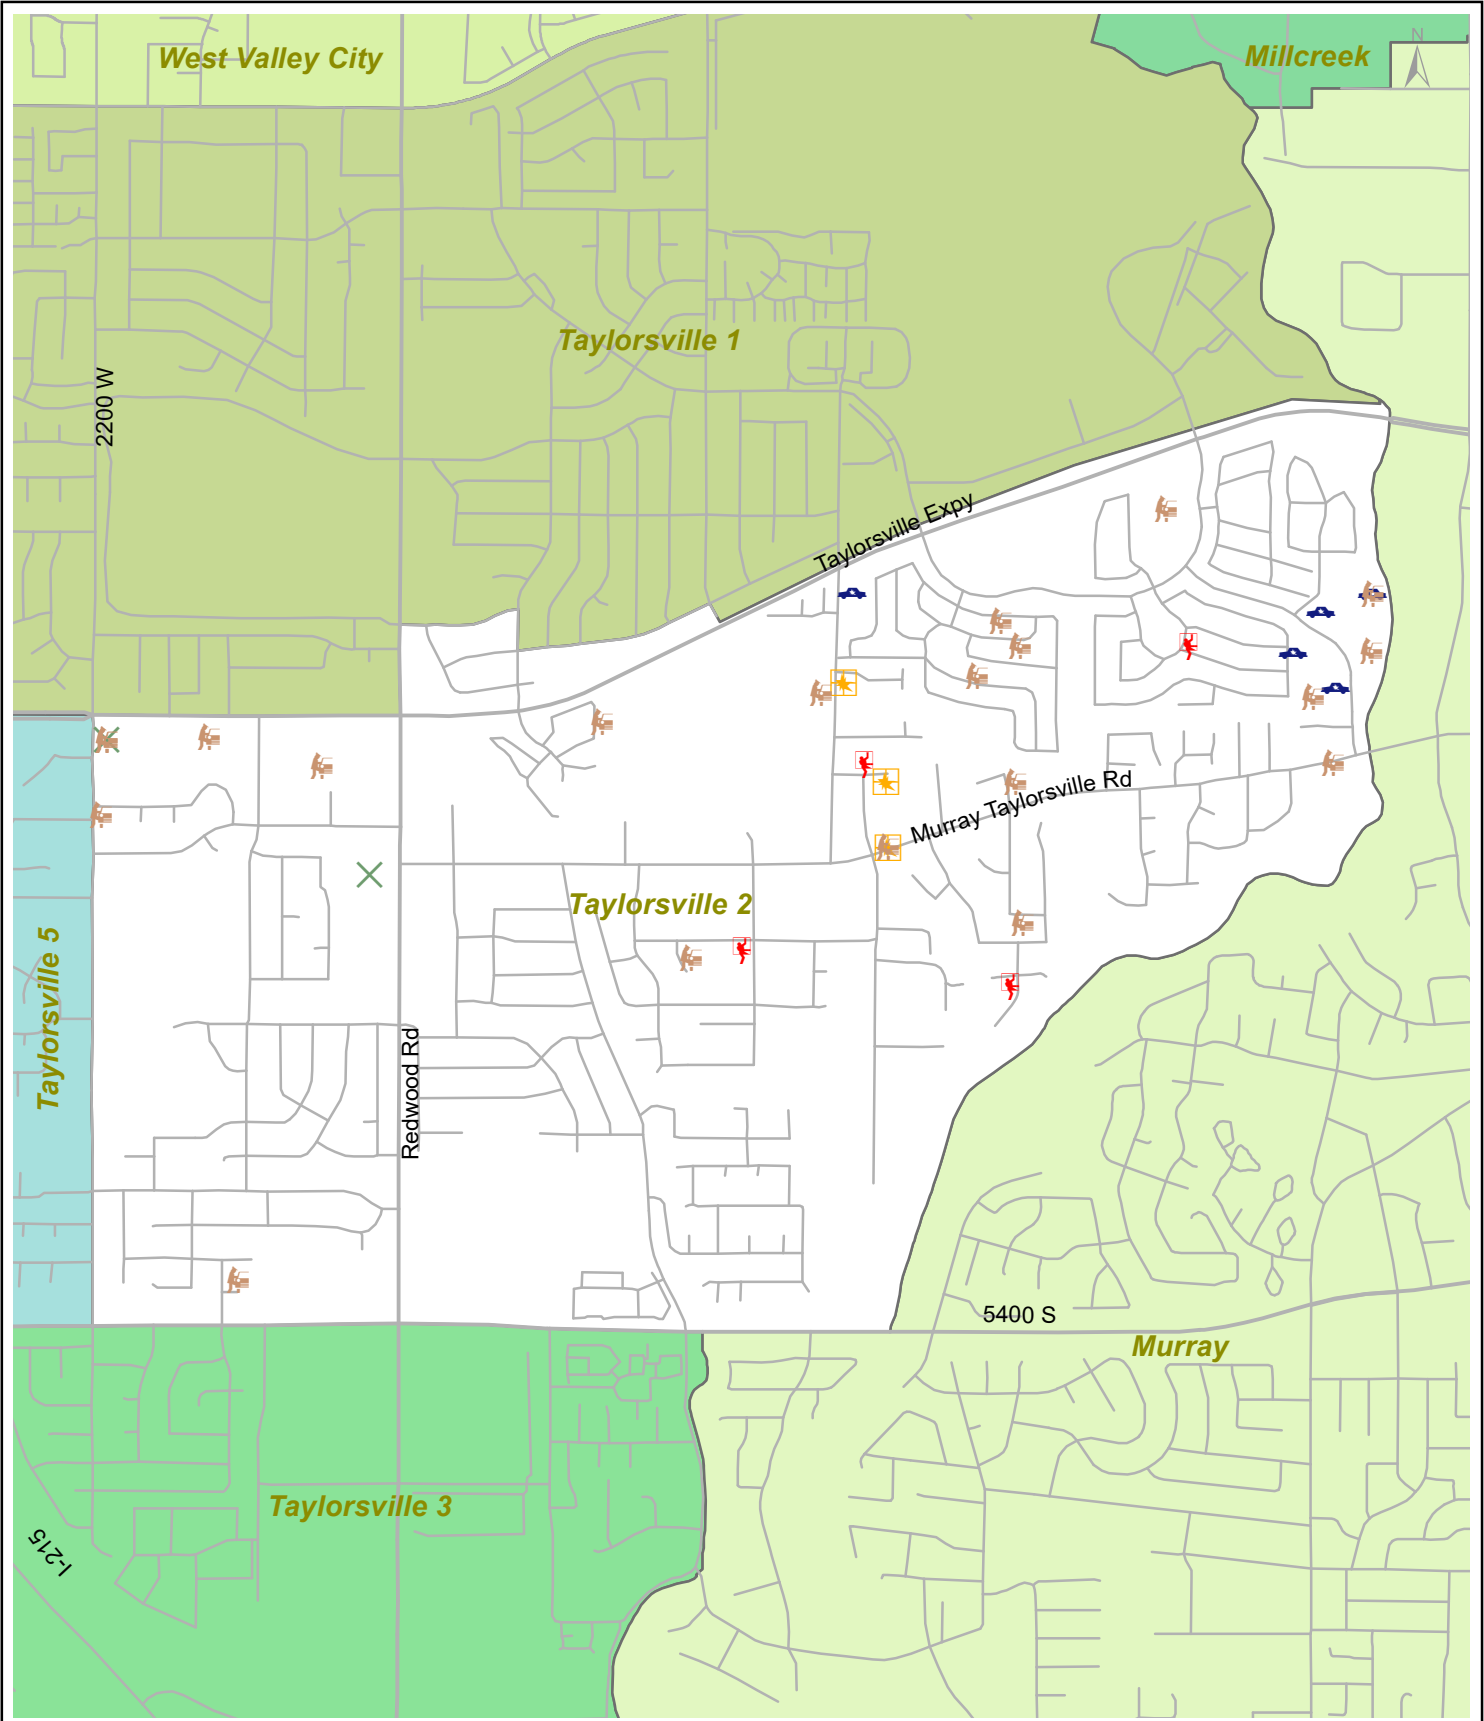 West Valley City
Millcreek
N
Taylorsville 1
2200 W
Taylorsville Expy
Murray Taylorsville Rd
Taylorsville 2
Taylorsville 5
Redwood Rd
5400 S
Murray
Taylorsville 3
I-215